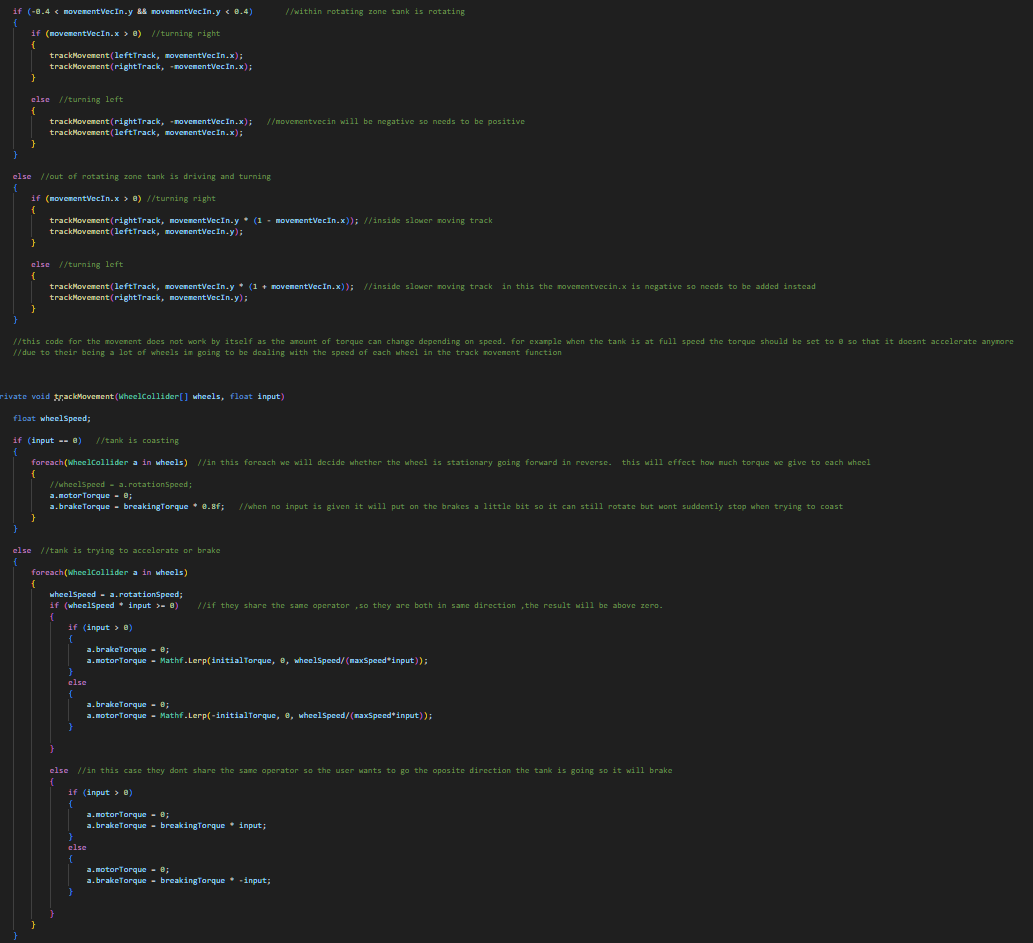 if (-0.4 < movementVecIn.y && movementVecIn.y < 0.4)       //within rotating zone tank is rotating
{
    if (movementVecIn.x > 0)  //turning right
    {
        trackMovement(leftTrack, movementVecIn.x);
        trackMovement(rightTrack, -movementVecIn.x);
    }

    else  //turning left
    {
        trackMovement(rightTrack, -movementVecIn.x);   //movementvecin will be negative so needs to be positive
        trackMovement(leftTrack, movementVecIn.x);
    }
}

else  //out of rotating zone tank is driving and turning
{
    if (movementVecIn.x > 0) //turning right
    {
        trackMovement(rightTrack, movementVecIn.y * (1 - movementVecIn.x)); //inside slower moving track
        trackMovement(leftTrack, movementVecIn.y);
    }

    else  //turning left
    {
        trackMovement(leftTrack, movementVecIn.y * (1 + movementVecIn.x));  //inside slower moving track  in this the movementvecin.x is negative so needs to be added instead
        trackMovement(rightTrack, movementVecIn.y);
    }
}

//this code for the movement does not work by itself as the amount of torque can change depending on speed. for example when the tank is at full speed the torque should be set to 0 so that it doesnt accelerate anymore
//due to their being a lot of wheels im going to be dealing with the speed of each wheel in the track movement function

rivate void trackMovement(WheelCollider[] wheels, float input)

float wheelSpeed;

if (input == 0)   //tank is coasting
{
    foreach(WheelCollider a in wheels)  //in this foreach we will decide whether the wheel is stationary going forward in reverse.  this will effect how much torque we give to each wheel
    {
        //wheelSpeed = a.rotationSpeed;
        a.motorTorque = 0;
        a.brakeTorque = breakingTorque * 0.8f;   //when no input is given it will put on the brakes a little bit so it can still rotate but wont suddently stop when trying to coast
    }
}

else  //tank is trying to accelerate or brake
{
    foreach(WheelCollider a in wheels)
    {
        wheelSpeed = a.rotationSpeed;
        if (wheelSpeed * input >= 0)    //if they share the same operator ,so they are both in same direction ,the result will be above zero.
        {
            if (input > 0)
            {
                a.brakeTorque = 0;
                a.motorTorque = Mathf.Lerp(initialTorque, 0, wheelSpeed/(maxSpeed*input));
            }
            else
            {
                a.brakeTorque = 0;
                a.motorTorque = Mathf.Lerp(-initialTorque, 0, wheelSpeed/(maxSpeed*input));
            }

        }

        else  //in this case they dont share the same operator so the user wants to go the oposite direction the tank is going so it will brake
        {
            if (input > 0)
            {
                a.motorTorque = 0;
                a.brakeTorque = breakingTorque * input;
            }
            else
            {
                a.motorTorque = 0;
                a.brakeTorque = breakingTorque * -input;
            }

        }
    }
}